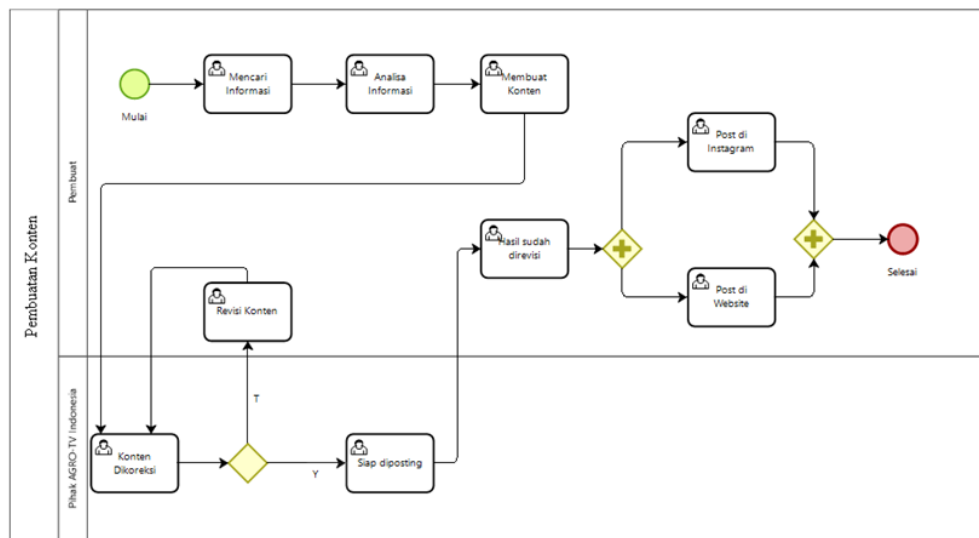 Pembuatan Konten
Pembuat
Mulai
Mencari
Informasi
Analisa
Informasi
Membuat
Konten
Post di
Instagram
Hasil sudah
direvisi
Post di
Website
Selesai
Revisi Konten
T
Pihak AGRO-TV Indonesia
Konten
Dikoreksi
Y
Siap diposting